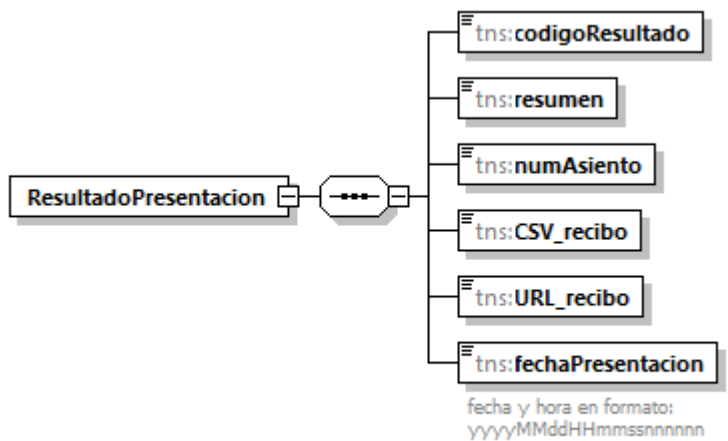 tns:codigoResultado
tns:resumen
tns:numAsiento
ResultadoPresentacion
tns:CSV_recibo
tns:URL_recibo
tns:fechaPresentacion
fecha y hora en formato:
yyyyMMddHHmmssnnnnnn